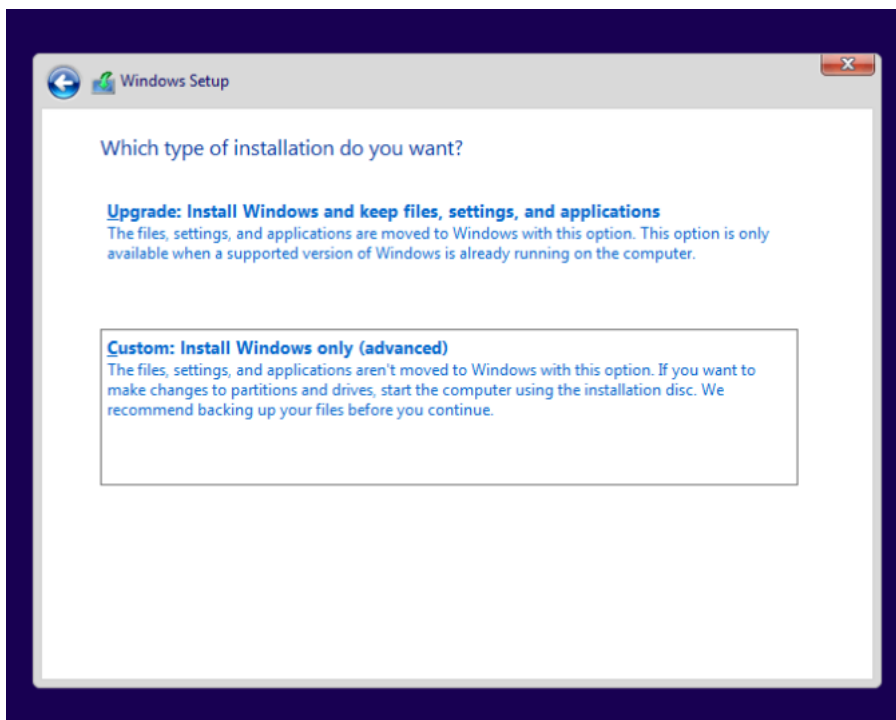 Windows Setup
Which type of installation do you want?
Upgrade: Install Windows and keep files, settings, and applications
The files, settings, and applications are moved to Windows with this option. This option is only
available when a supported version of Windows is already running on the computer.
Custom: Install Windows only (advanced)
The files, settings, and applications aren't moved to Windows with this option. If you want to
make changes to partitions and drives, start the computer using the installation disc. We
recommend backing up your files before you continue.